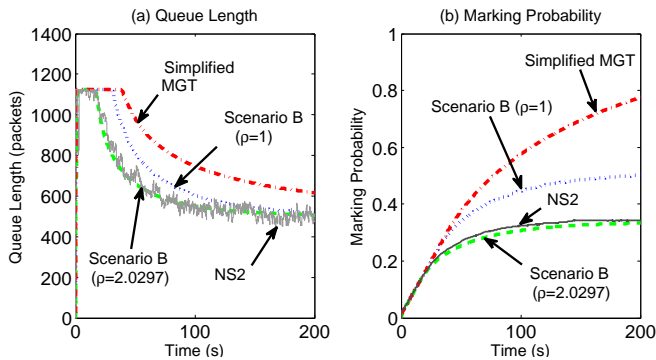 (a) Queue Length
1400
1200
1000
800
600
400
200
0
Queue Length (packets)
Simplified
MGT
Scenario B
(ρ=1)
Scenario B
(ρ=2.0297)
NS2
0
50
100
150
200
Time (s)
(b) Marking Probability
1
0.8
0.6
0.4
0.2
0
Marking Probability
Simplified MGT
Scenario B (ρ=1)
NS2
Scenario B
(ρ=2.0297)
0
100
200
Time (s)